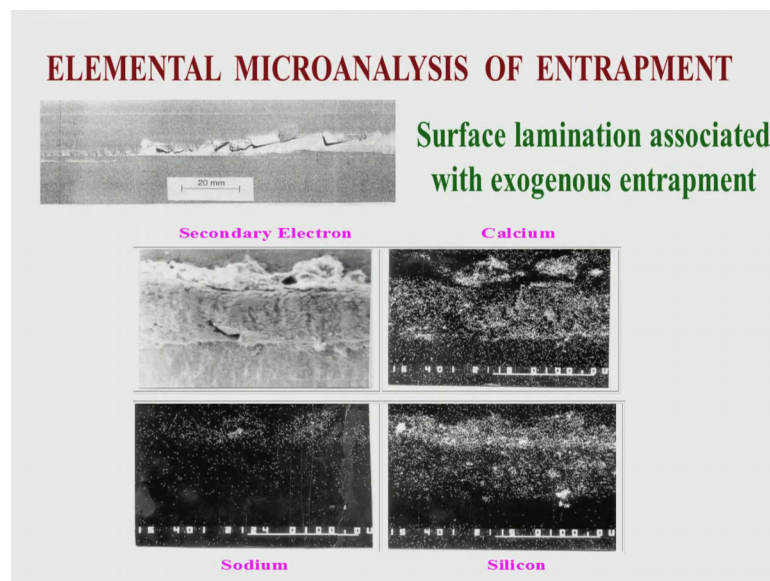 ELEMENTAL MICROANALYSIS OF ENTRAPMENT
20 mm
Surface lamination associated
with exogenous entrapment
Secondary Electron
Calcium
Sodium
Silicon